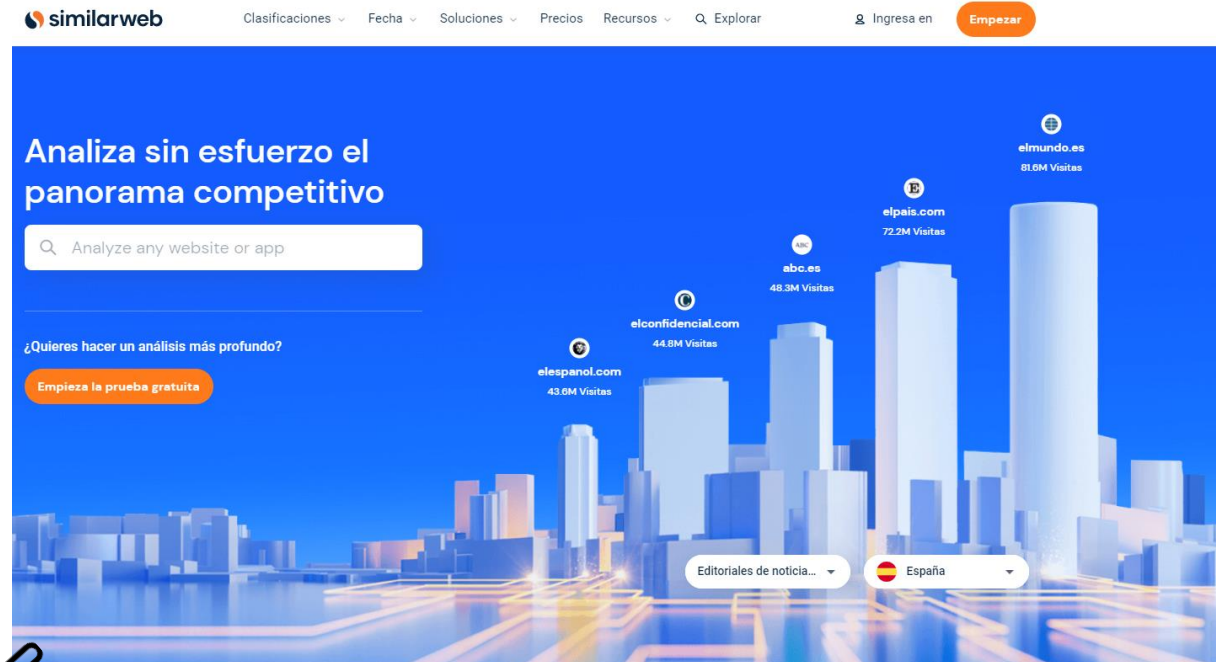 similarweb
Clasificaciones
Fecha
Soluciones
Precios
Recursos
Explorar
Ingresa en
Empezar
Analiza sin esfuerzo el
panorama competitivo
Analyze any website or app
¿Quieres hacer un análisis más profundo?
Empieza la prueba gratuita
elespanol.com
43.6M Visitas
elconfidencial.com
44.8M Visitas
ABC
abc.es
48.3M Visitas
E
elpais.com
72.2M Visitas
elmundo.es
81.6M Visitas
Editoriales de noticia...
España